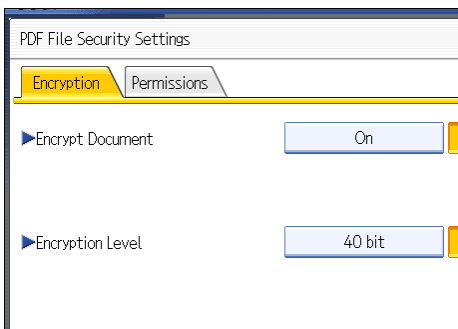 PDF File Security Settings
Encryption Permissions
Encrypt Document On
Encryption Level 40 bit